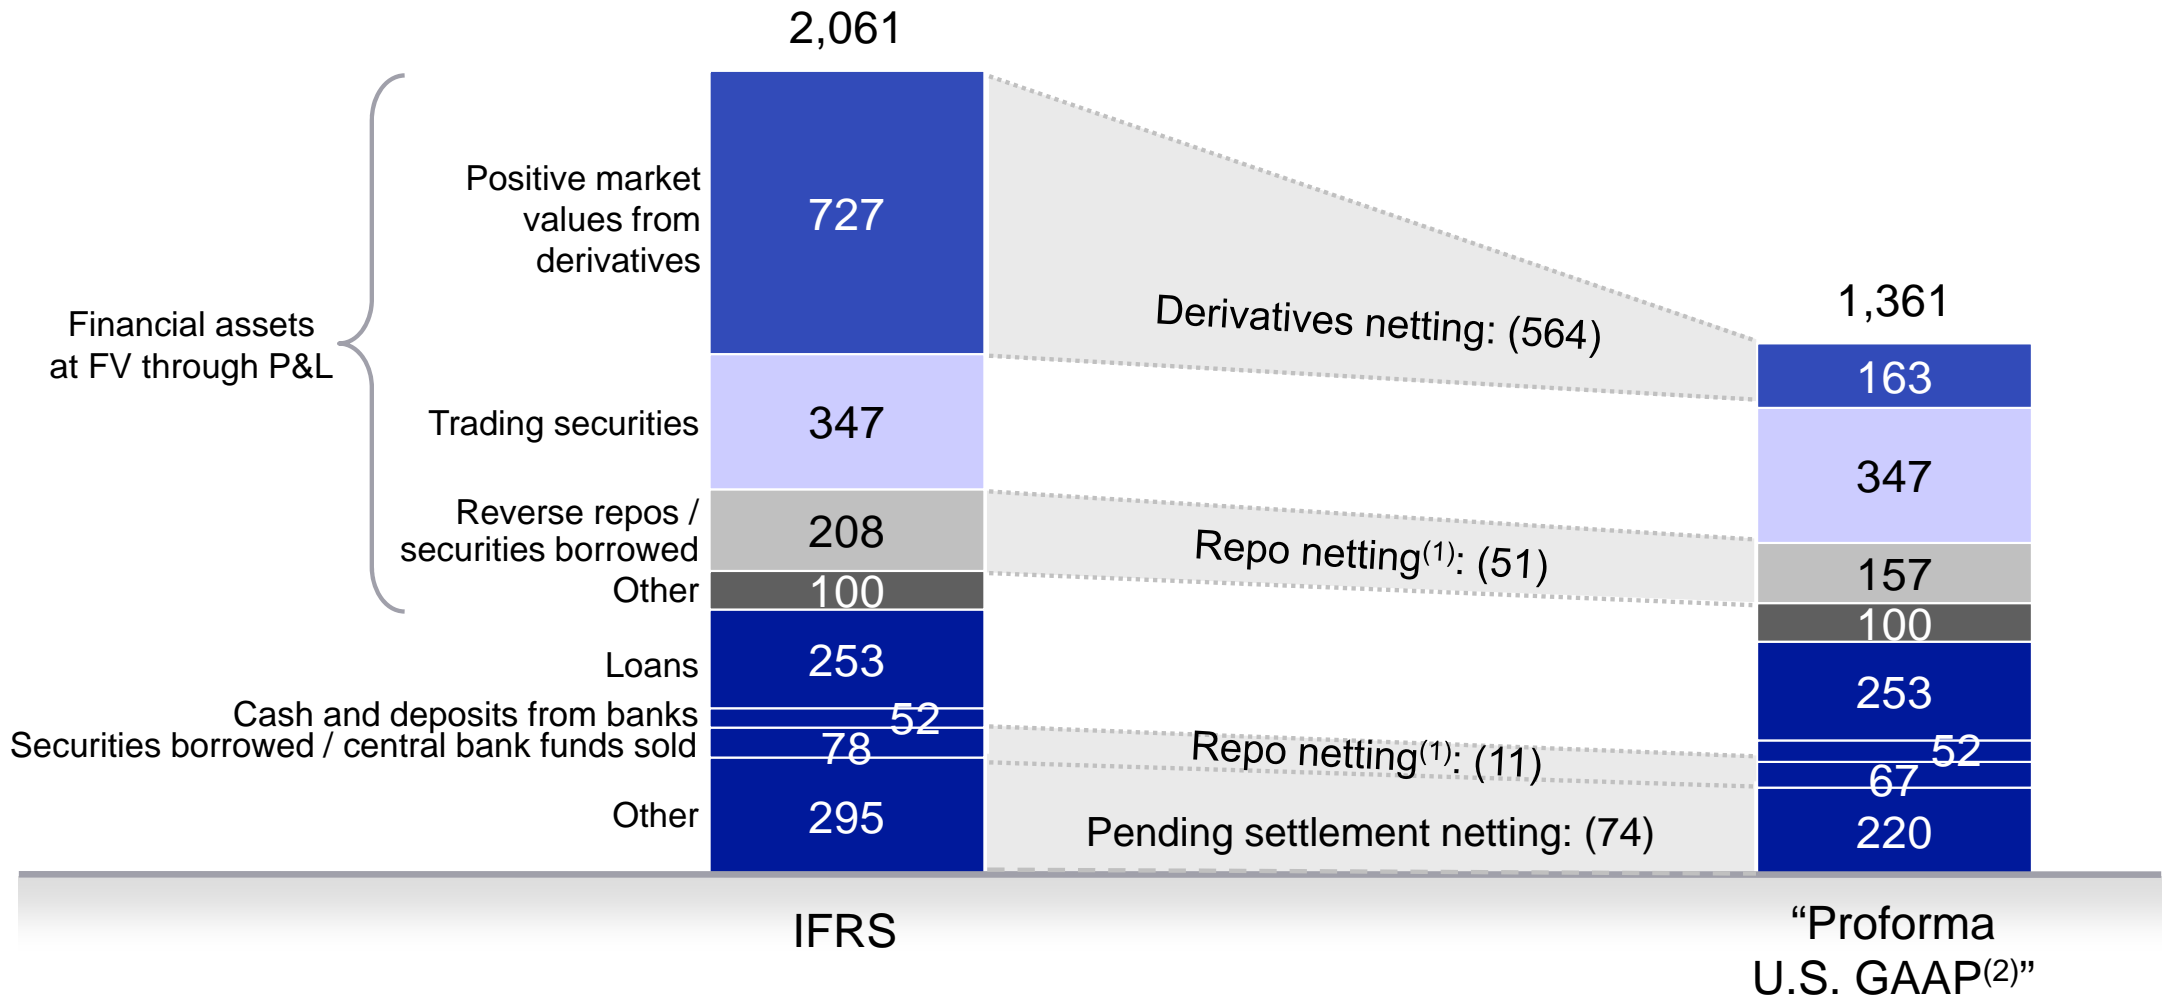 2,061
Positive market
values from
derivatives
727
Derivatives netting: (564)
1,361
163
Financial assets
at FV through P&L
Trading securities
347
347
Reverse repos /
securities borrowed
208
Repo netting(1): (51)
157
Other
100
100
Loans
253
253
Cash and deposits from banks
52
52
Securities borrowed / central bank funds sold
78
Repo netting(1): (11)
67
Other
295
Pending settlement netting: (74)
220
IFRS
“Proforma
U.S. GAAP(2)”